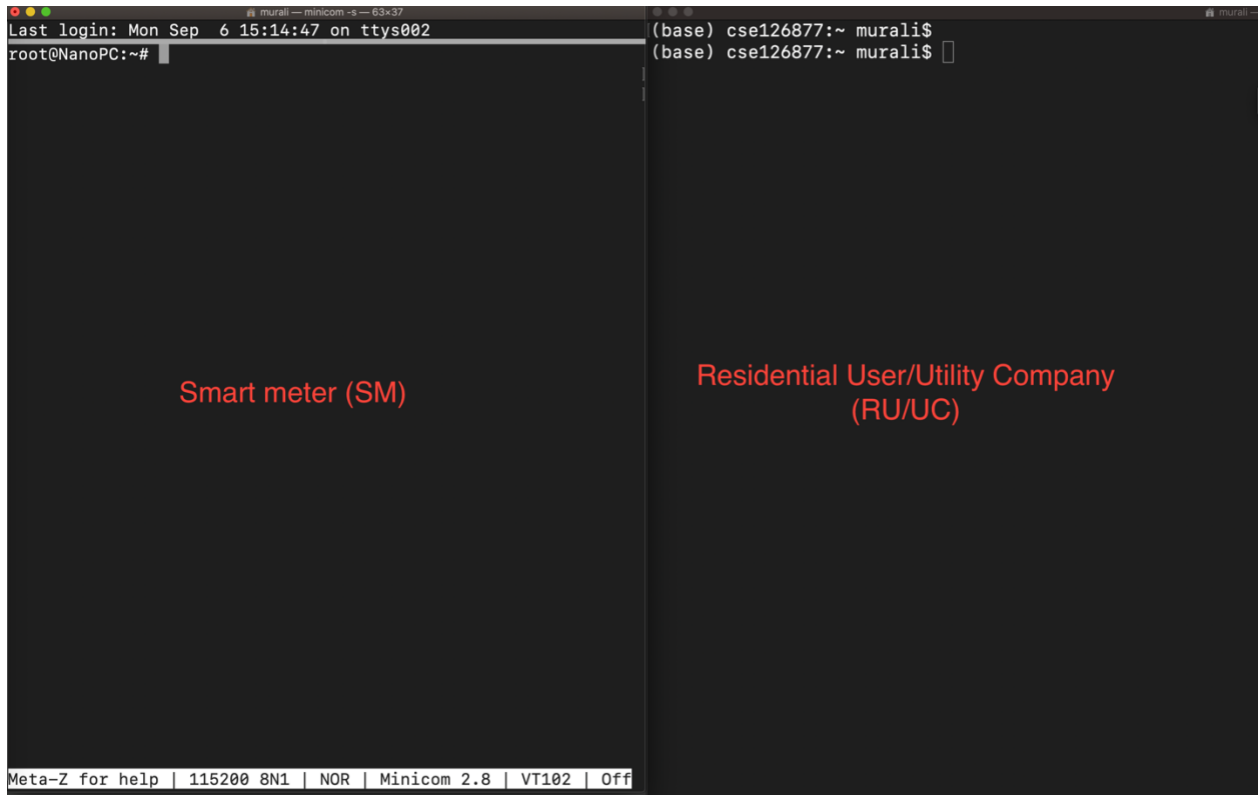 murali — minicom -s — 63×37
Last login: Mon Sep  6 15:14:47 on ttys002
root@NanoPC:~#
Smart meter (SM)
Meta-Z for help | 115200 8N1 | NOR | Minicom 2.8 | VT102 | Off
murali —
(base) cse126877:~ murali$
(base) cse126877:~ murali$
Residential User/Utility Company
(RU/UC)